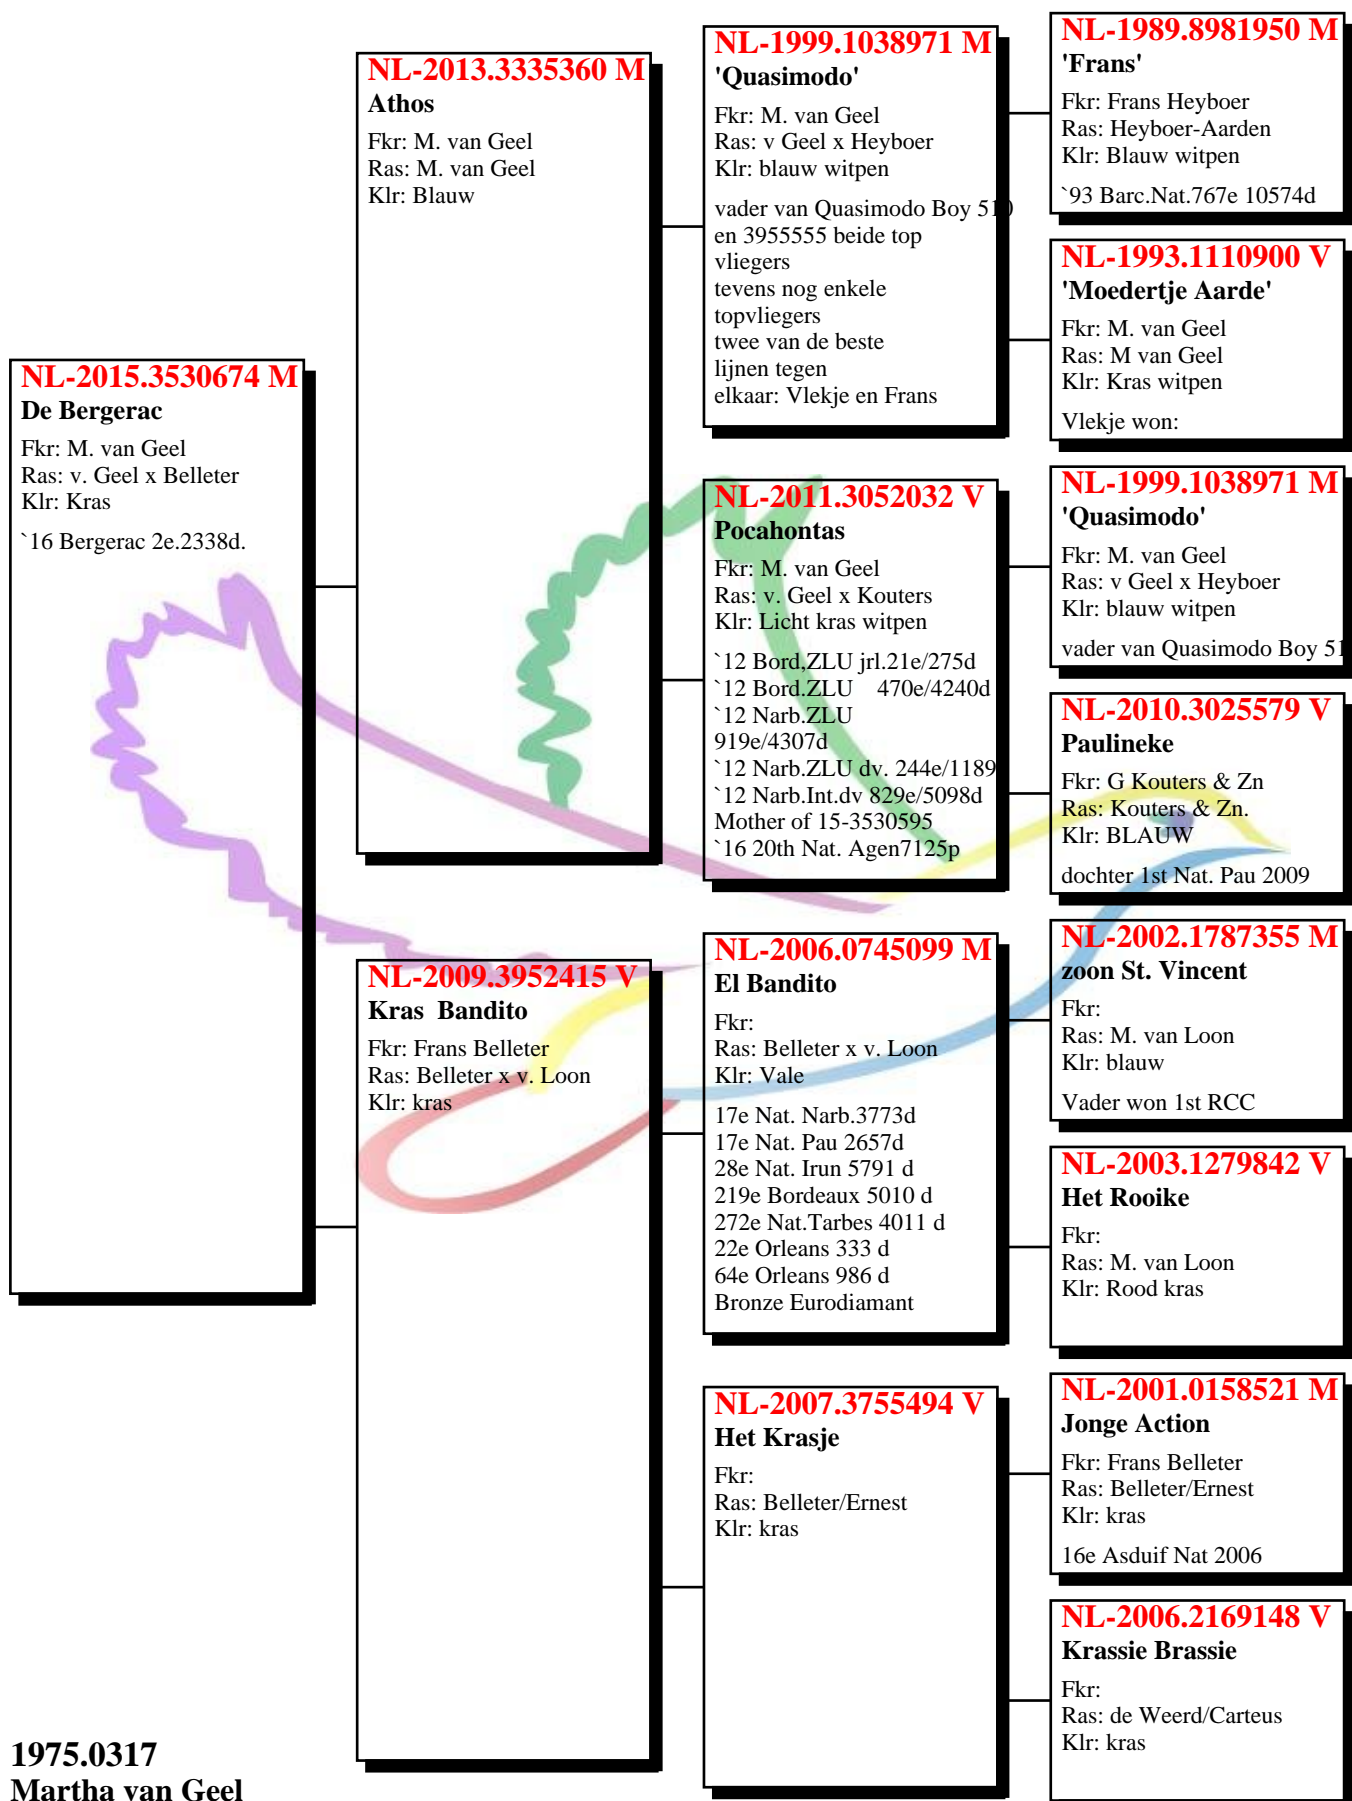 NL-2015.3530674 M
De Bergerac
Fkr: M. van Geel
Ras: v. Geel x Belleter
Klr: Kras
`16 Bergerac 2e.2338d.
NL-2013.3335360 M
Athos
Fkr: M. van Geel
Ras: M. van Geel
Klr: Blauw
NL-2009.3952415 V
Kras  Bandito
Fkr: Frans Belleter
Ras: Belleter x v. Loon
Klr: kras
NL-1999.1038971 M
'Quasimodo'
Fkr: M. van Geel
Ras: v Geel x Heyboer
Klr: blauw witpen
vader van Quasimodo Boy 510
en 3955555 beide top
vliegers
tevens nog enkele
topvliegers
twee van de beste
lijnen tegen
elkaar: Vlekje en Frans
NL-2011.3052032 V
Pocahontas
Fkr: M. van Geel
Ras: v. Geel x Kouters
Klr: Licht kras witpen
`12 Bord,ZLU jrl.21e/275d
`12 Bord.ZLU    470e/4240d
`12 Narb.ZLU
919e/4307d
`12 Narb.ZLU dv. 244e/1189
`12 Narb.Int.dv 829e/5098d
Mother of 15-3530595
`16 20th Nat. Agen7125p
NL-2006.0745099 M
El Bandito
Fkr:
Ras: Belleter x v. Loon
Klr: Vale
17e Nat. Narb.3773d
17e Nat. Pau 2657d
28e Nat. Irun 5791 d
219e Bordeaux 5010 d
272e Nat.Tarbes 4011 d
22e Orleans 333 d
64e Orleans 986 d
Bronze Eurodiamant
NL-2007.3755494 V
Het Krasje
Fkr:
Ras: Belleter/Ernest
Klr: kras
NL-1989.8981950 M
'Frans'
Fkr: Frans Heyboer
Ras: Heyboer-Aarden
Klr: Blauw witpen
`93 Barc.Nat.767e 10574d
NL-1993.1110900 V
'Moedertje Aarde'
Fkr: M. van Geel
Ras: M van Geel
Klr: Kras witpen
Vlekje won:
NL-1999.1038971 M
'Quasimodo'
Fkr: M. van Geel
Ras: v Geel x Heyboer
Klr: blauw witpen
vader van Quasimodo Boy 51
NL-2010.3025579 V
Paulineke
Fkr: G Kouters & Zn
Ras: Kouters & Zn.
Klr: BLAUW
dochter 1st Nat. Pau 2009
NL-2002.1787355 M
zoon St. Vincent
Fkr:
Ras: M. van Loon
Klr: blauw
Vader won 1st RCC
NL-2003.1279842 V
Het Rooike
Fkr:
Ras: M. van Loon
Klr: Rood kras
NL-2001.0158521 M
Jonge Action
Fkr: Frans Belleter
Ras: Belleter/Ernest
Klr: kras
16e Asduif Nat 2006
NL-2006.2169148 V
Krassie Brassie
Fkr:
Ras: de Weerd/Carteus
Klr: kras
1975.0317
Martha van Geel